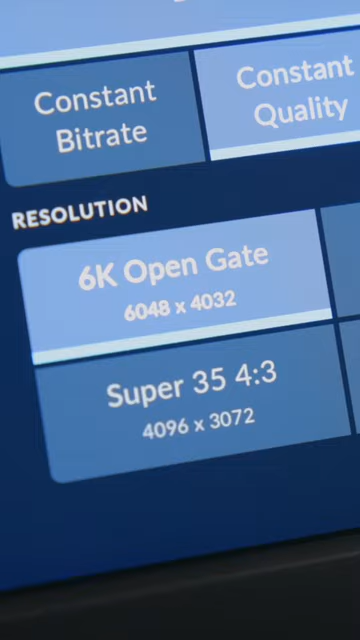 Constant
Bitrate
Constant
Quality
RESOLUTION
6K Open Gate
6048 x 4032
Super 35 4:3
4096 x 3072